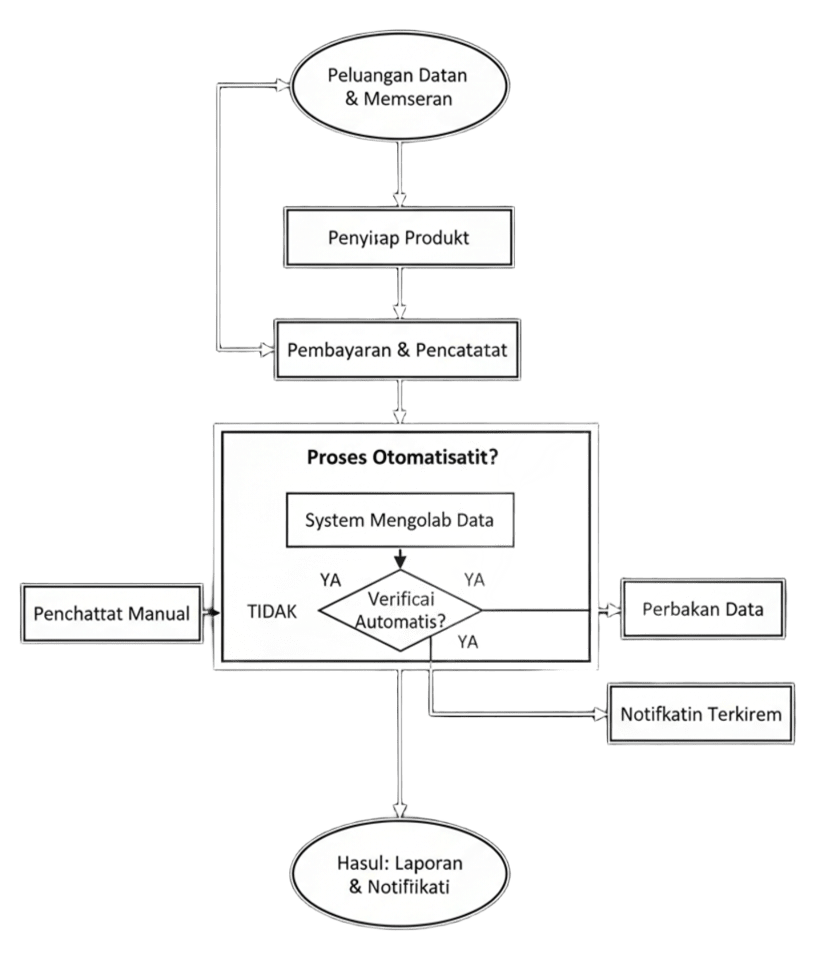 Peluangan Datan
& Memseran
Penyisap Produkt
Pembayaran & Pencatatat
Proses Otomatisatit?
System Mengolab Data
YA
YA
Penchattat Manual
TIDAK
Verificai
Automatis?
YA
Perbakan Data
Notifkatin Terkirem
Hasul: Laporan
& Notifiikati